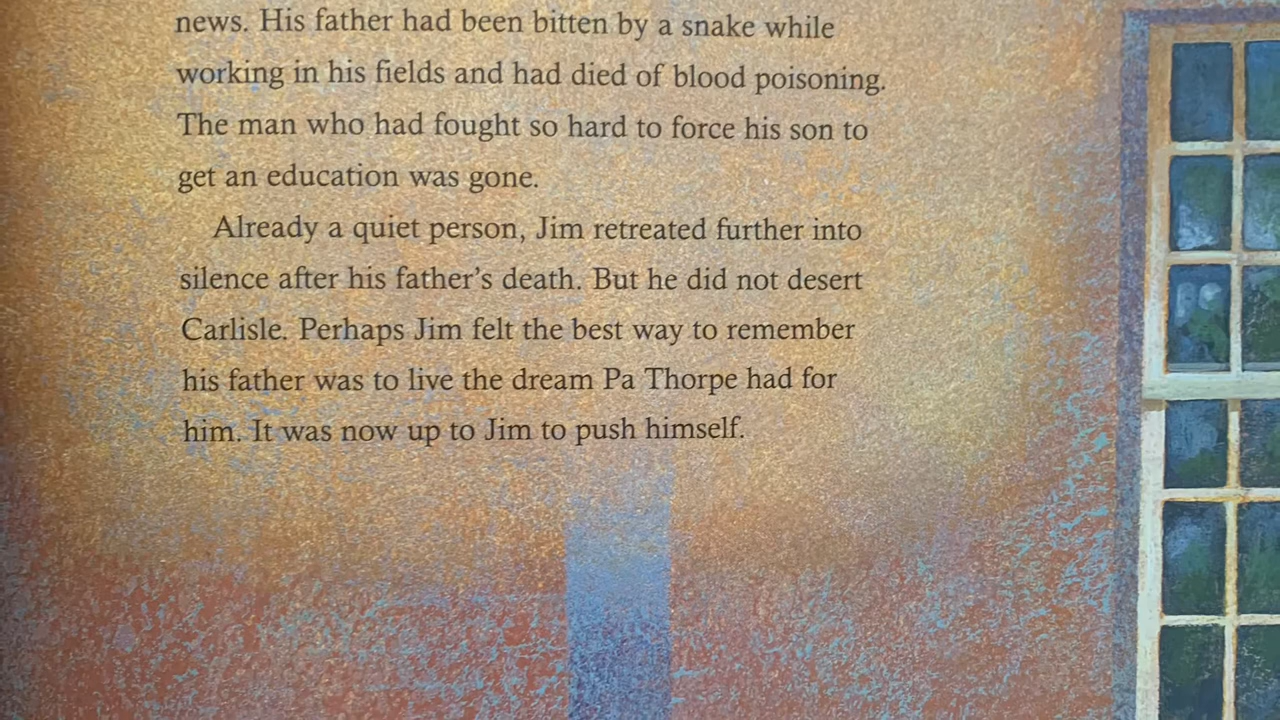 news. His father had been bitten by a snake while
working in his fields and had died of blood poisoning.
The man who had fought so hard to force his son to
get an education was gone.
Already a quiet person, Jim retreated further into
silence after his father's death. But he did not desert
Carlisle. Perhaps Jim felt the best way to remember
his father was to live the dream Pa Thorpe had for
him. It was now up to Jim to push himself.